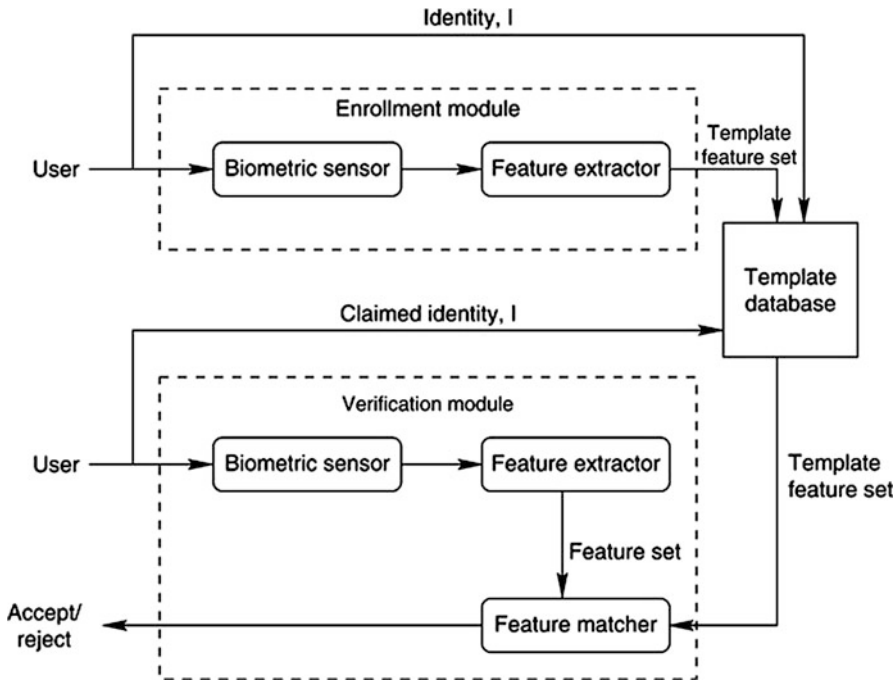 Identity, I
Enrollment module
Template
feature set
User
Biometric sensor
Feature extractor
Template
database
Claimed identity, I
Verification module
User
Biometric sensor
Feature extractor
Template
feature set
Feature set
Accept/
reject
Feature matcher